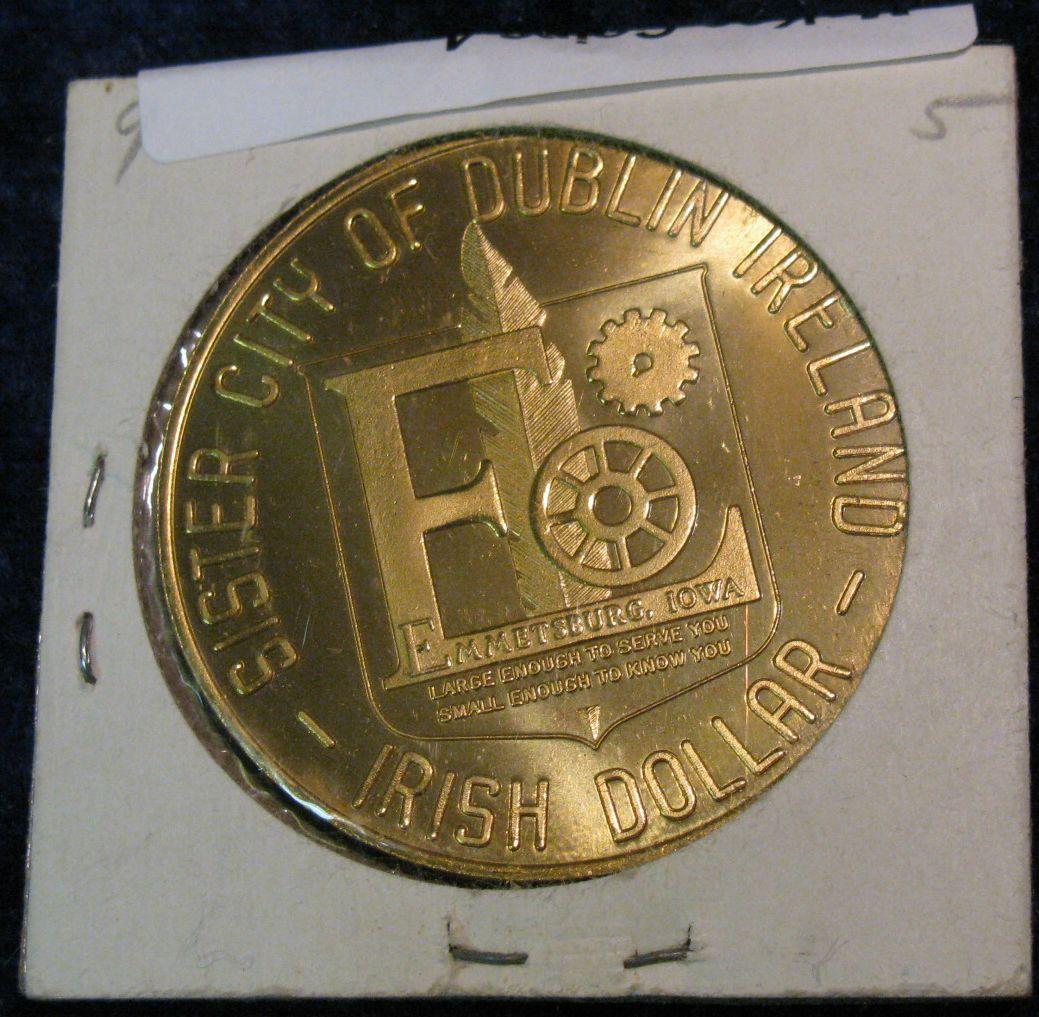 SISTER CITY OF DUBLIN IRELAND
EMMETSBURG, IOWA
LARGE ENOUGH TO SERVE YOU
SMALL ENOUGH TO KNOW YOU
- IRISH DOLLAR -